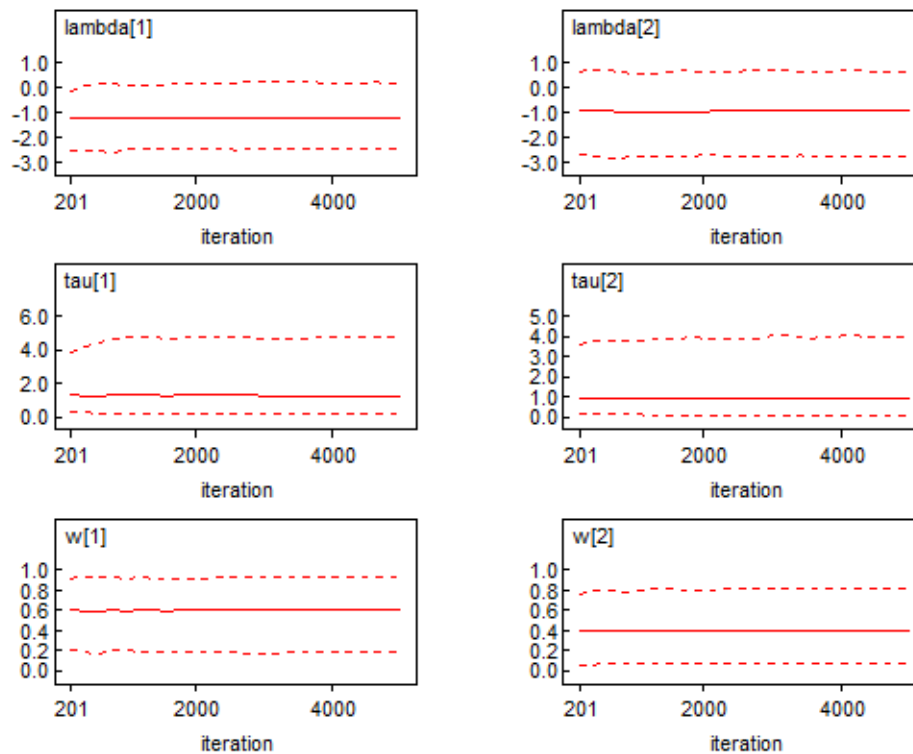 lambda[1]
1.0
0.0
-1.0
-2.0
-3.0
201 2000 4000
iteration
lambda[2]
1.0
0.0
-1.0
-2.0
-3.0
201 2000 4000
iteration
tau[1]
6.0
4.0
2.0
0.0
201 2000 4000
iteration
tau[2]
5.0
4.0
3.0
2.0
1.0
0.0
201 2000 4000
iteration
w[1]
1.0
0.8
0.6
0.4
0.2
0.0
201 2000 4000
iteration
w[2]
1.0
0.8
0.6
0.4
0.2
0.0
201 2000 4000
iteration